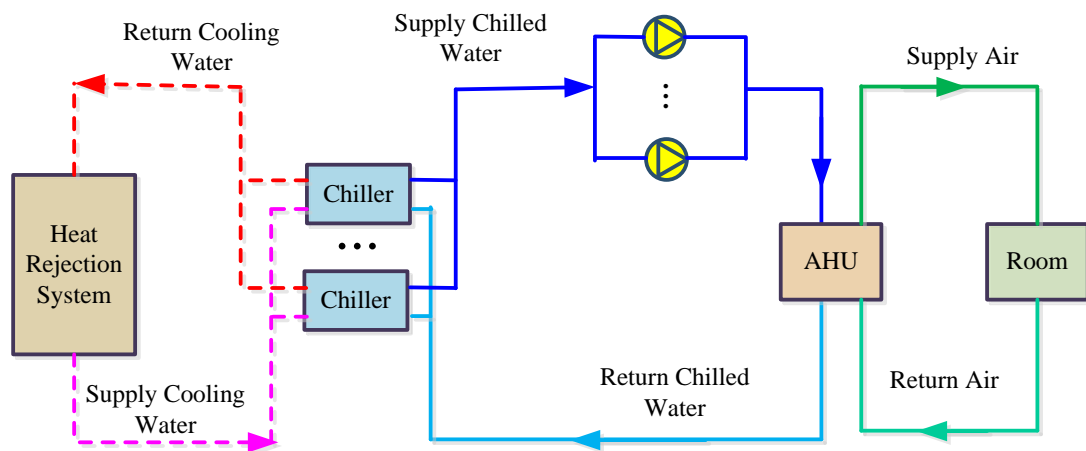 Return Cooling
Water
Supply Chilled
Water
Supply Air
Heat
Rejection
System
Chiller
Chiller
AHU
Room
Supply Cooling
Water
Return Chilled
Water
Return Air